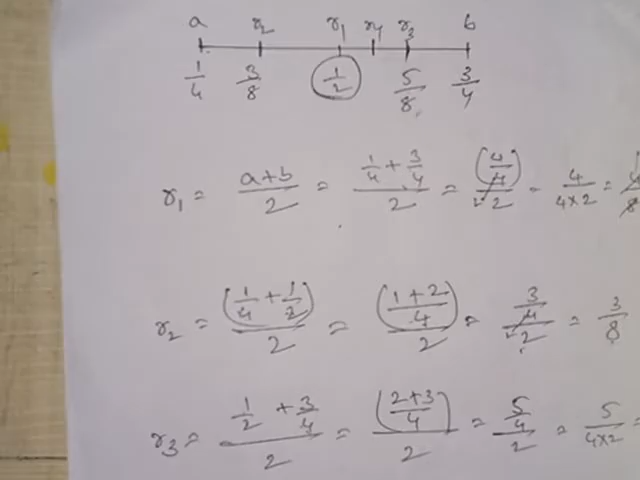 a r₂ r₁ r₄ r₃ b
1/4 3/8 1/2 5/8 3/4
r₁ = (a+b)/2 = (1/4 + 3/4)/2 = (4/4)/2 = 4/(4×2) =
r₂ = (1/4 + 1/2)/2 = ((1+2)/4)/2 = (3/4)/2 = 3/8
r₃ = (1/2 + 3/4)/2 = ((2+3)/4)/2 = (5/4)/2 = 5/(4×2) =